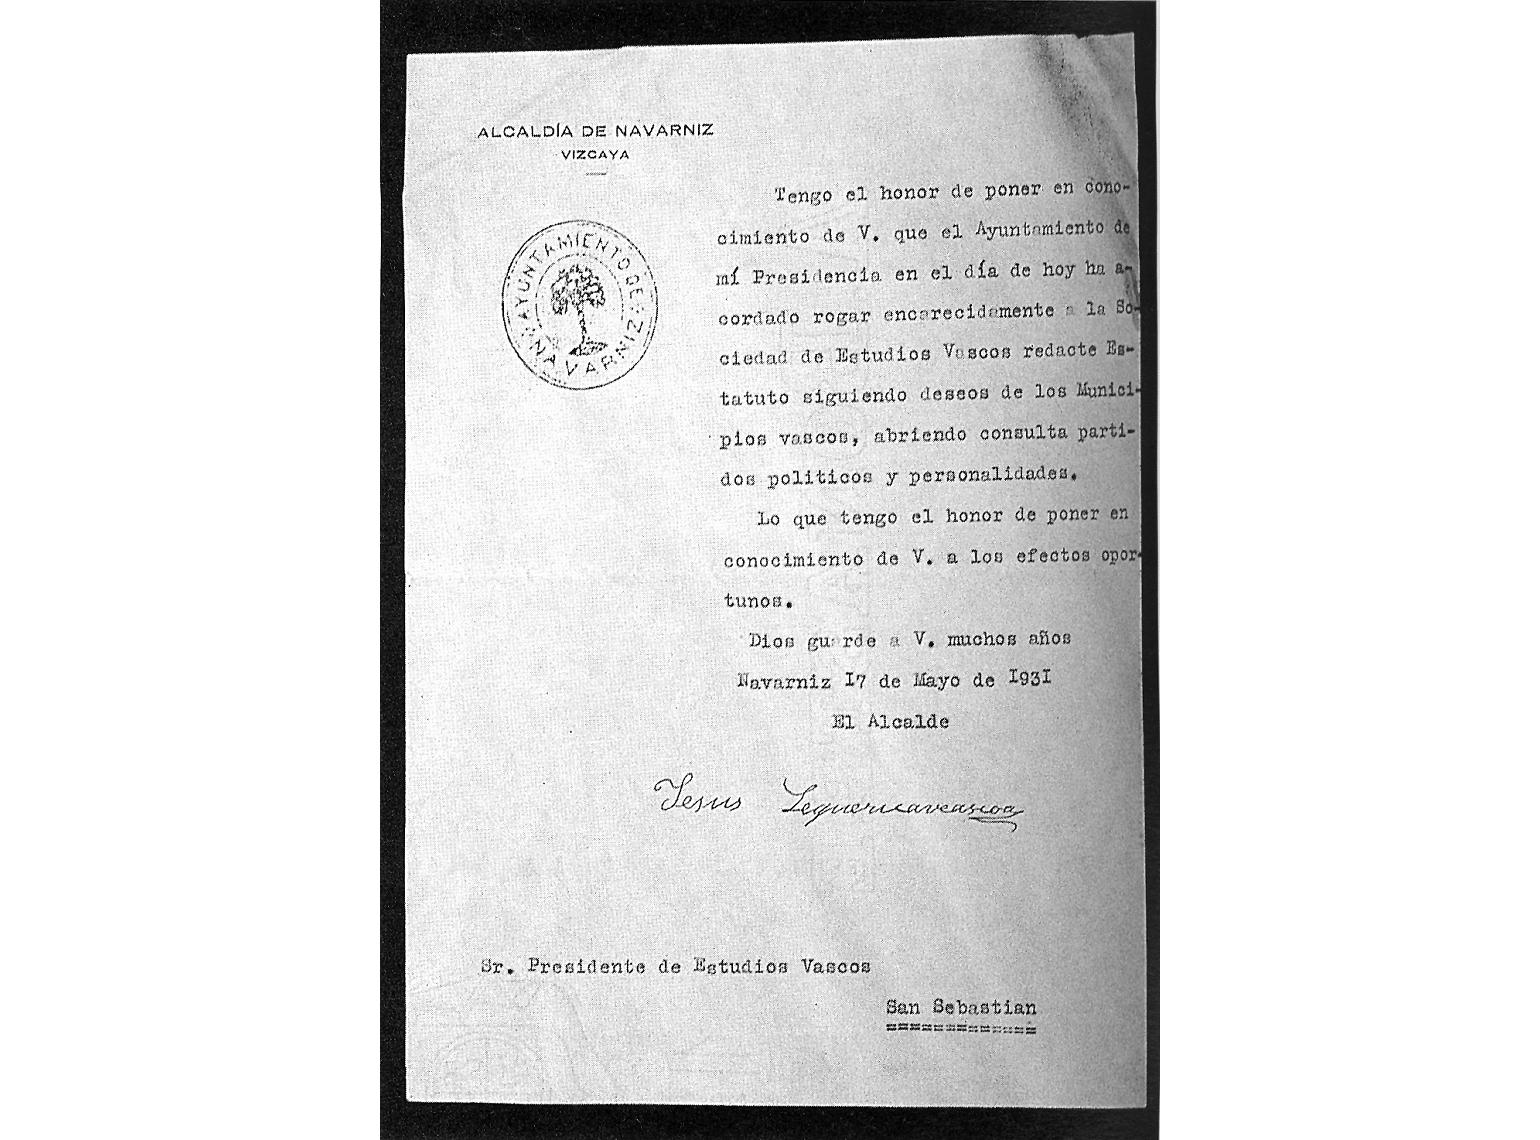 ALCALDÍA DE NAVARNIZ
VIZCAYA
AYUNTAMIENTO DE
NAVARNIZ
Tengo el honor de poner en cono-
cimiento de V. que el Ayuntamiento de
mí Presidencia en el día de hoy ha a-
cordado rogar encarecidamente a la So-
ciedad de Estudios Vascos redacte Es-
tatuto siguiendo deseos de los Munici-
pios vascos, abriendo consulta parti-
dos politicos y personalidades.
Lo que tengo el honor de poner en
conocimiento de V. a los efectos opor-
tunos.
Dios guarde a V. muchos años
Navarniz I7 de Mayo de I93I
El Alcalde
Jesus
Sr. Presidente de Estudios Vascos
San Sebastian
=============